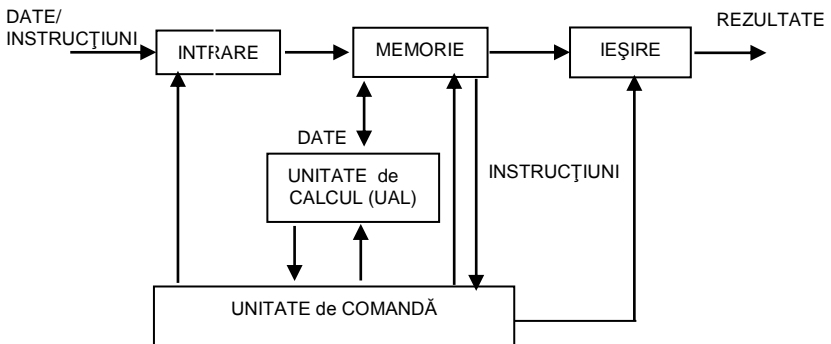 DATE/
INSTRUCŢIUNI
REZULTATE
INTRARE
MEMORIE
IEŞIRE
DATE
UNITATE de
CALCUL (UAL)
INSTRUCŢIUNI
UNITATE de COMANDĂ